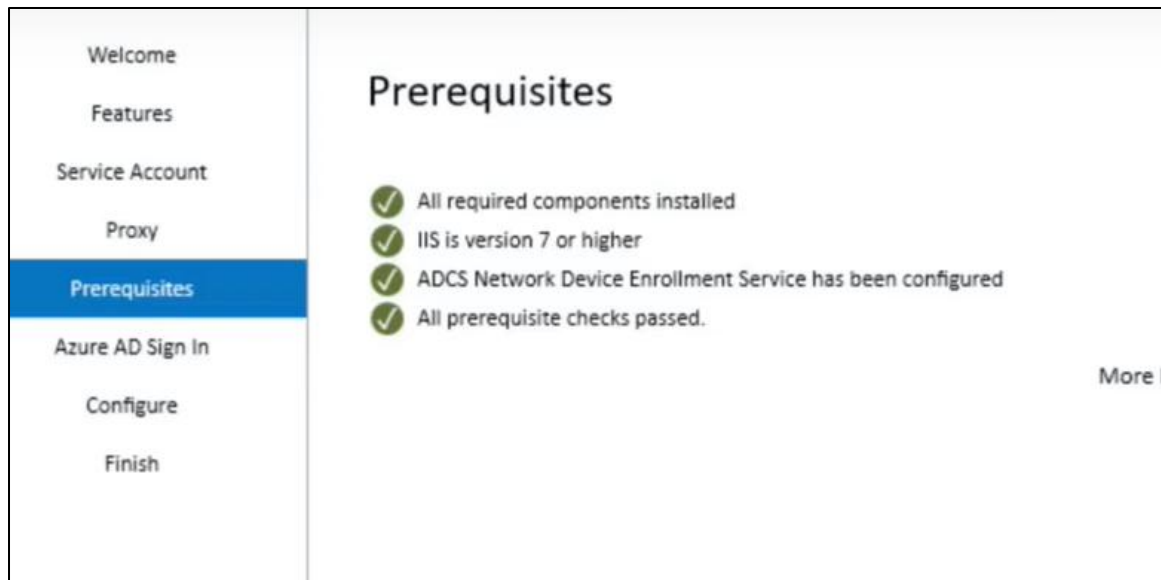 Welcome
Features
Service Account
Proxy
Prerequisites
Azure AD Sign In
Configure
Finish
Prerequisites
All required components installed
IIS is version 7 or higher
ADCS Network Device Enrollment Service has been configured
All prerequisite checks passed.
More